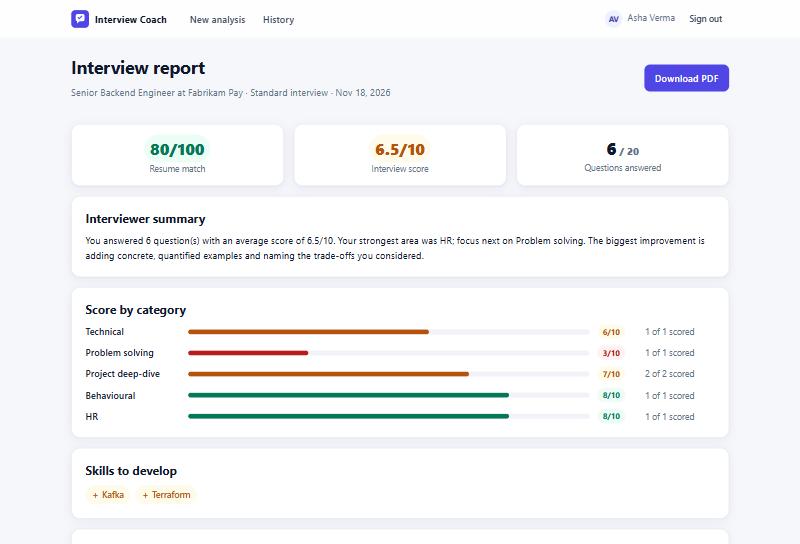 Interview Coach New analysis History AV Asha Verma Sign out
Interview report
Senior Backend Engineer at Fabrikam Pay · Standard interview · Nov 18, 2026
Download PDF
80/100
Resume match
6.5/10
Interview score
6 / 20
Questions answered
Interviewer summary
You answered 6 question(s) with an average score of 6.5/10. Your strongest area was HR; focus next on Problem solving. The biggest improvement is
adding concrete, quantified examples and naming the trade-offs you considered.
Score by category
Technical 6/10 1 of 1 scored
Problem solving 3/10 1 of 1 scored
Project deep-dive 7/10 2 of 2 scored
Behavioural 8/10 1 of 1 scored
HR 8/10 1 of 1 scored
Skills to develop
+ Kafka + Terraform